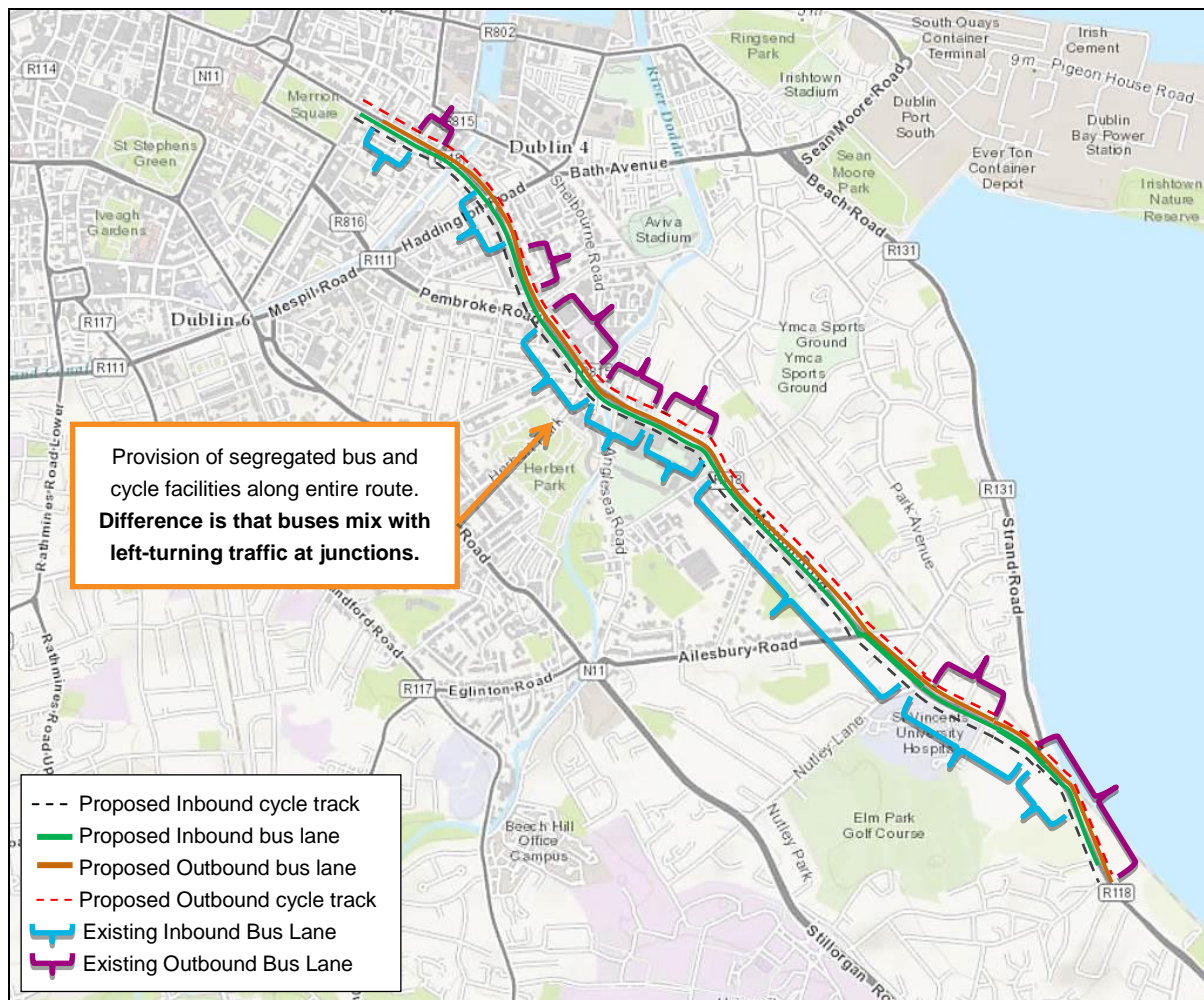 R802
R114
N11
Merrion
Square
St Stephens
Green
Iveagh
Gardens
R816
R815
Dublin 4
Haddington Road
Bath Avenue
Shelbourne Road
Aviva
Stadium
River Dodder
Ringsend
Park
Irishtown
Stadium
South Quays
Container
Terminal
Irish
Cement
9 m
Pigeon House Road
Sean Moore Road
Dublin
Port
South
Dublin
Bay Power
Station
Ever Ton
Container
Depot
Sean
Moore
Park
Beach Road
Irishtown
Nature
Reserve
R131
R111
Mespil Road
Pembroke Road
Dublin 6
R117
R111
Rathmines Road Lower
Ymca Sports
Ground
Ymca
Sports
Ground
Provision of segregated bus and
cycle facilities along entire route.
Difference is that buses mix with
left-turning traffic at junctions.
Herbert Park
Herbert
Park
Anglesea Road
Park Avenue
R131
Strand Road
Ailesbury Road
N11
R117
Eglinton Road
Nutley Lane
St Vincents
University
Hospital
Elm Park
Golf Course
Nutley Park
Beech Hill
Office
Campus
R118
Stillorgan
--- Proposed Inbound cycle track
Proposed Inbound bus lane
Proposed Outbound bus lane
--- Proposed Outbound cycle track
Existing Inbound Bus Lane
Existing Outbound Bus Lane